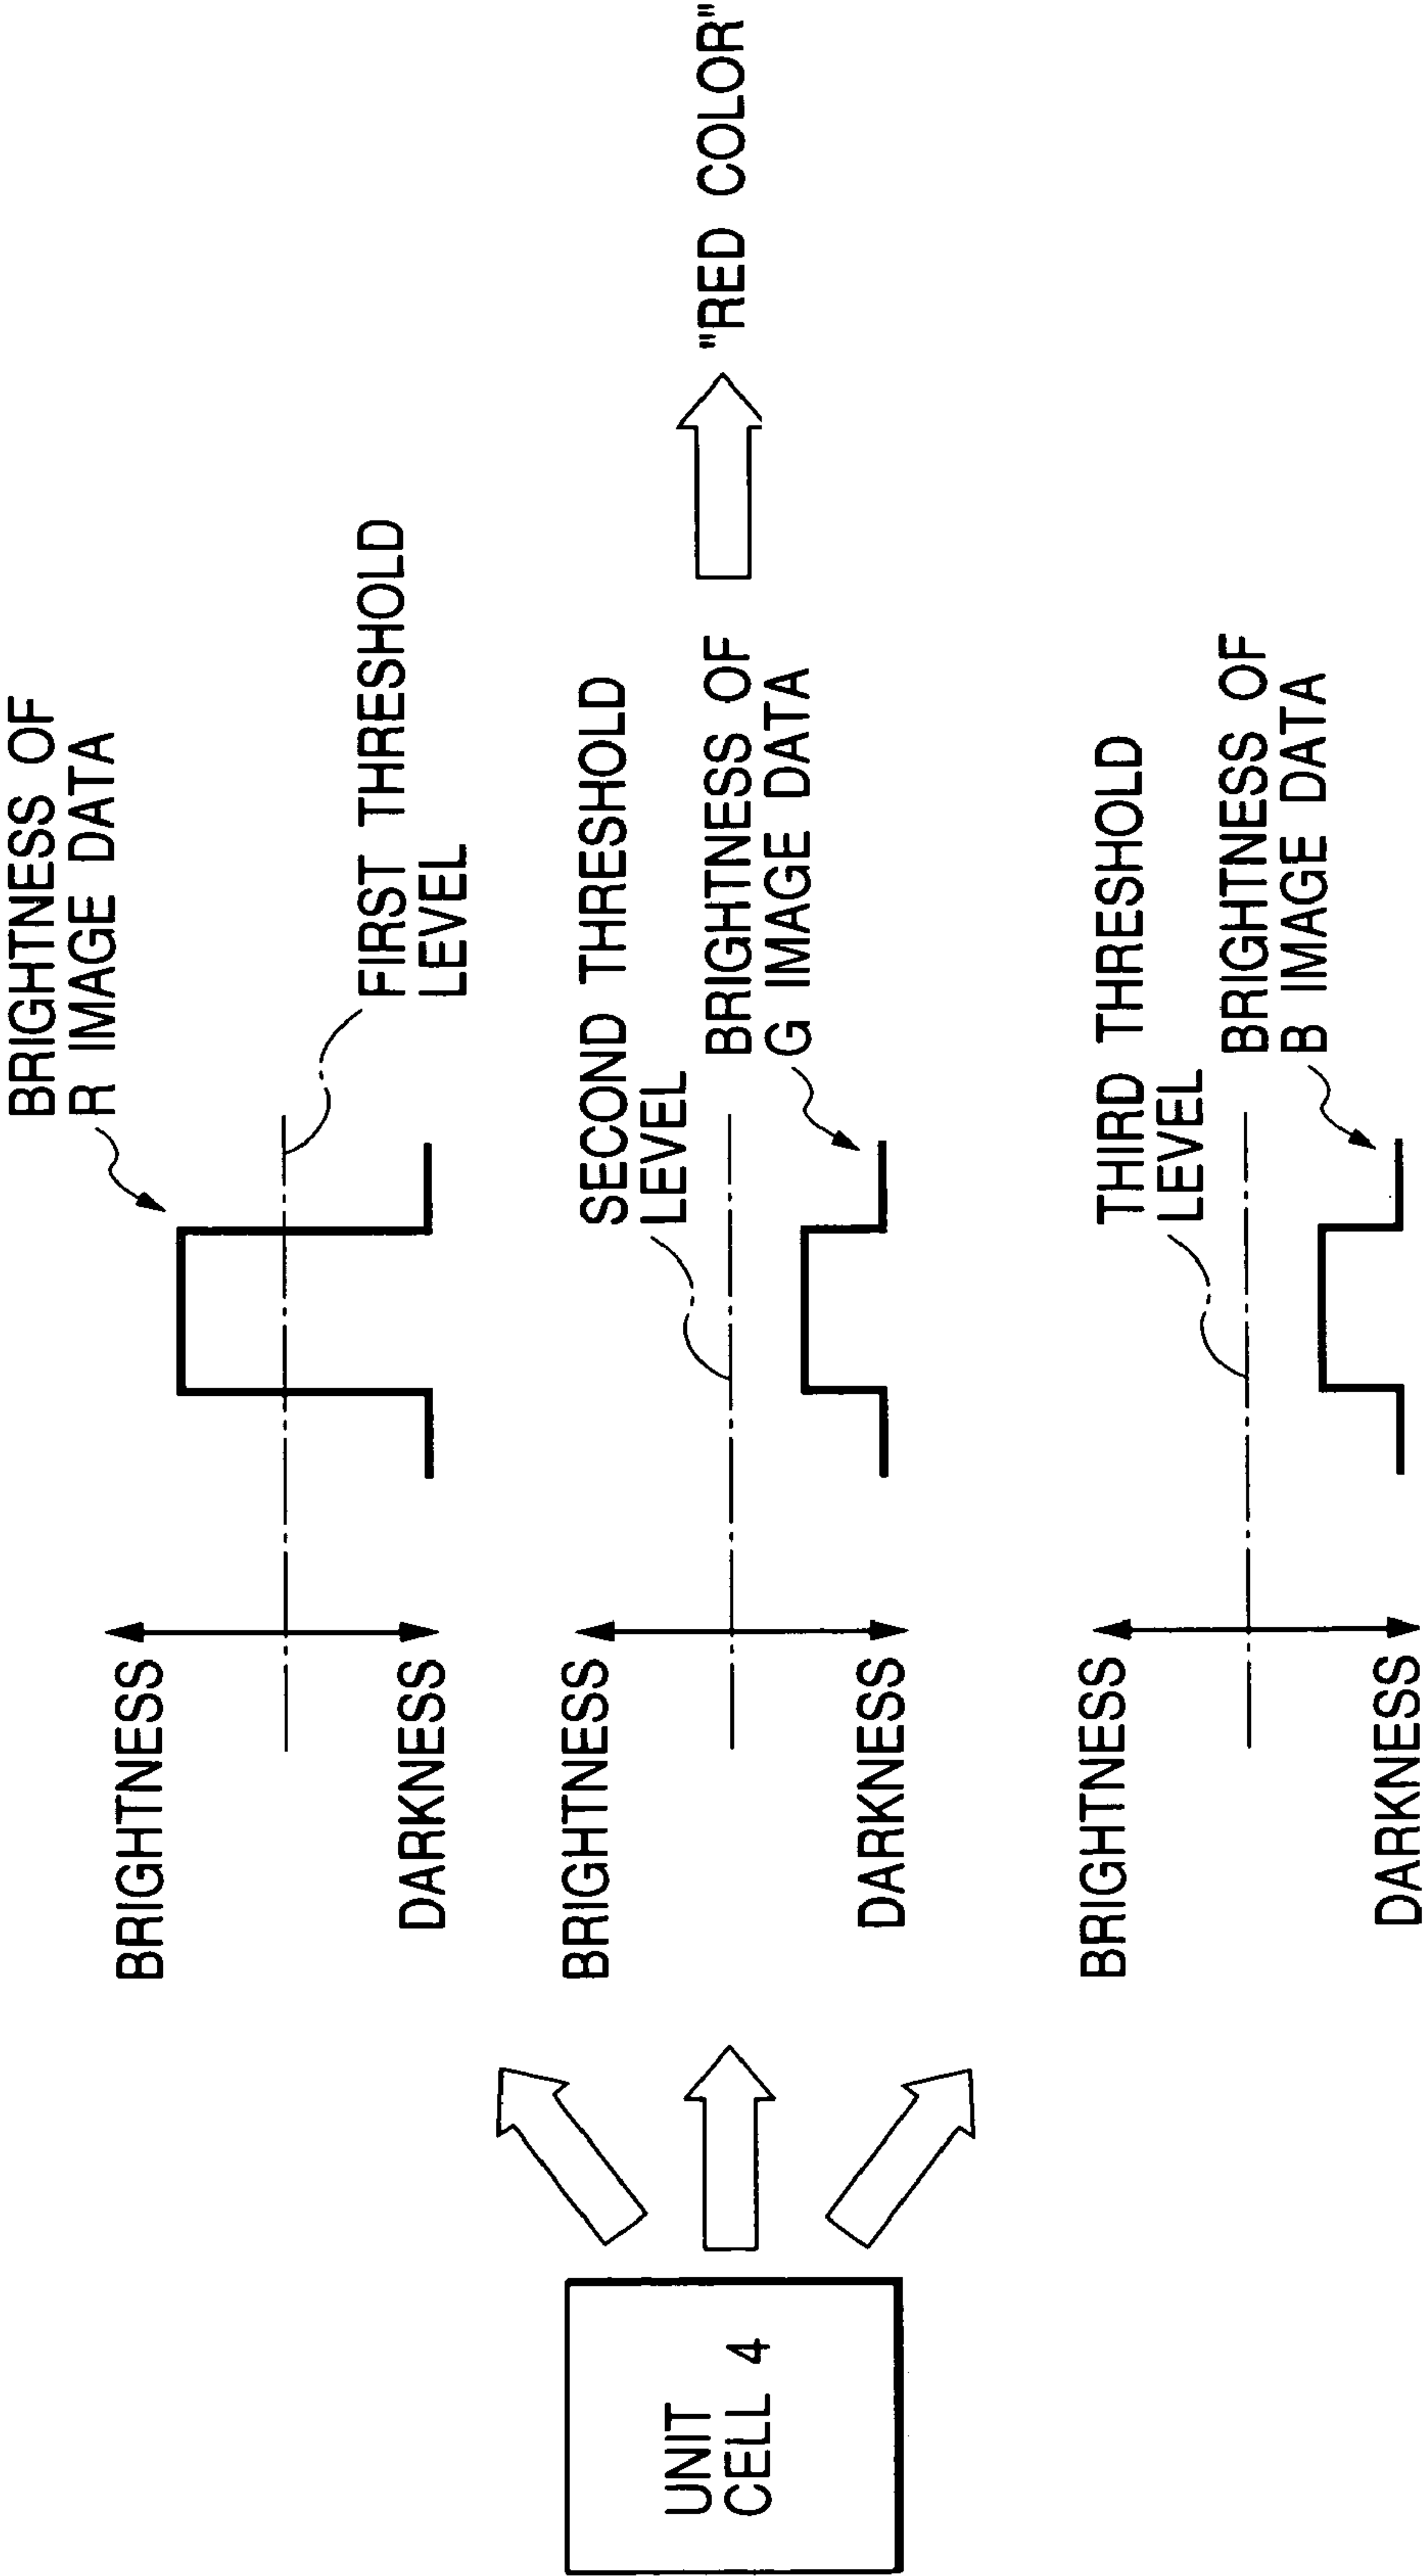 UNIT
CELL 4
BRIGHTNESS
DARKNESS
BRIGHTNESS OF
R IMAGE DATA
FIRST THRESHOLD
LEVEL
BRIGHTNESS
DARKNESS
SECOND THRESHOLD
LEVEL
BRIGHTNESS OF
G IMAGE DATA
"RED COLOR"
BRIGHTNESS
DARKNESS
THIRD THRESHOLD
LEVEL
BRIGHTNESS OF
B IMAGE DATA